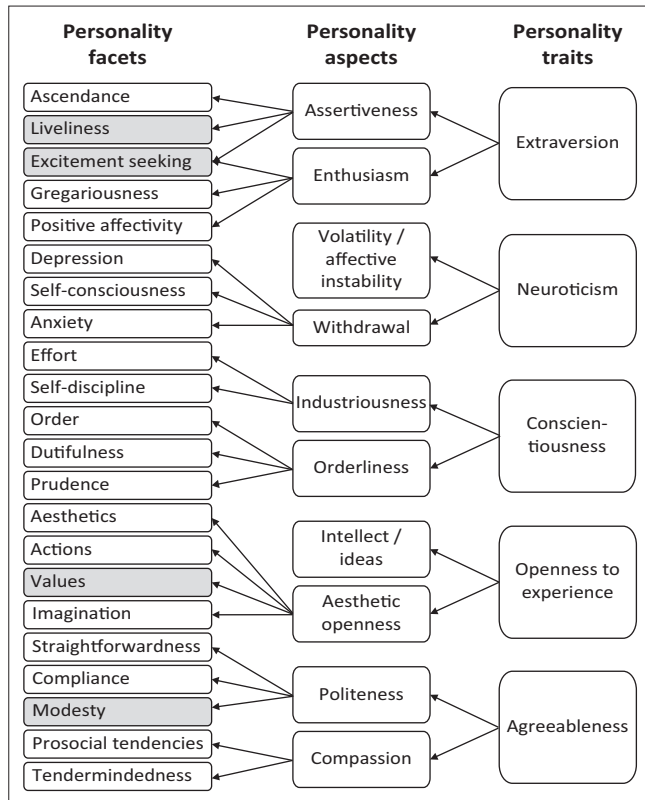 Personality
facets
Personality
aspects
Personality
traits
Ascendance
Liveliness
Excitement seeking
Gregariousness
Positive affectivity
Depression
Self-consciousness
Anxiety
Effort
Self-discipline
Order
Dutifulness
Prudence
Aesthetics
Actions
Values
Imagination
Straightforwardness
Compliance
Modesty
Prosocial tendencies
Tendermindedness
Assertiveness
Enthusiasm
Volatility /
affective
instability
Withdrawal
Industriousness
Orderliness
Intellect /
ideas
Aesthetic
openness
Politeness
Compassion
Extraversion
Neuroticism
Conscien-
tiousness
Openness to
experience
Agreeableness